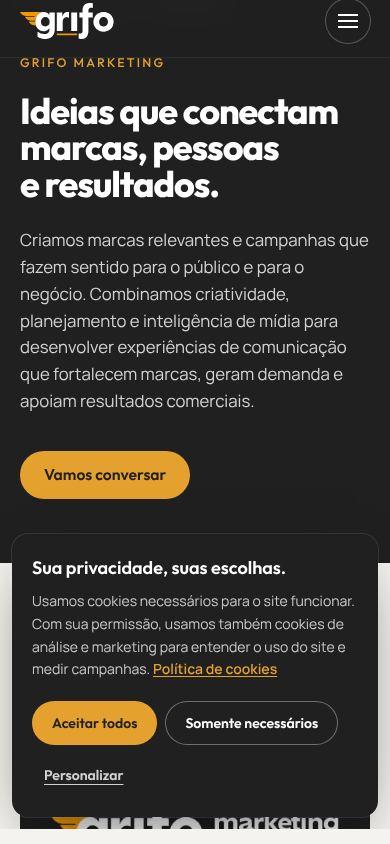 grifo
GRIFO MARKETING
Ideias que conectam
marcas, pessoas
e resultados.
Criamos marcas relevantes e campanhas que
fazem sentido para o público e para o
negócio. Combinamos criatividade,
planejamento e inteligência de mídia para
desenvolver experiências de comunicação
que fortalecem marcas, geram demanda e
apoiam resultados comerciais.
Vamos conversar
Sua privacidade, suas escolhas.
Usamos cookies necessários para o site funcionar.
Com sua permissão, usamos também cookies de
análise e marketing para entender o uso do site e
medir campanhas. Política de cookies
Aceitar todos
Somente necessários
Personalizar
grifo marketing